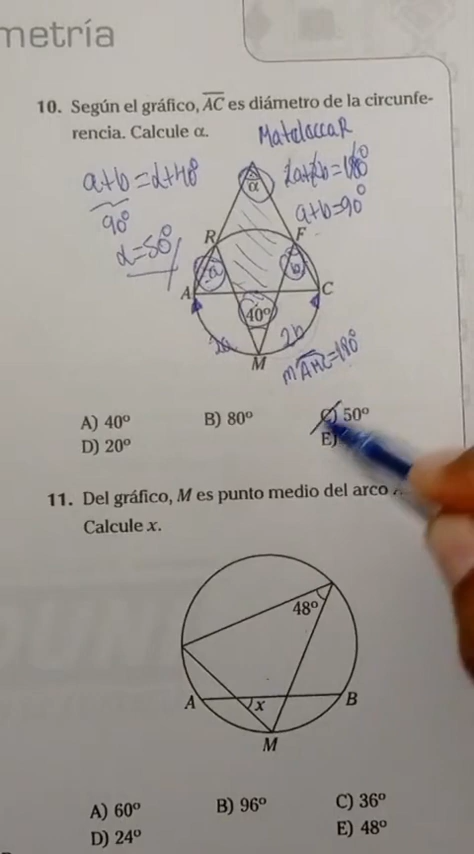 metría
10. Según el gráfico, AC es diámetro de la circunfe-
rencia. Calcule α.
a+b=α+40°
90°
α=50°
2a+2b=180°
a+b=90°
α
R
F
a
b
A
C
40°
2a
2b
M
mAMC=180°
A) 40°
B) 80°
C) 50°
D) 20°
E)
11. Del gráfico, M es punto medio del arco
Calcule x.
48°
A
x
B
M
A) 60°
B) 96°
C) 36°
D) 24°
E) 48°